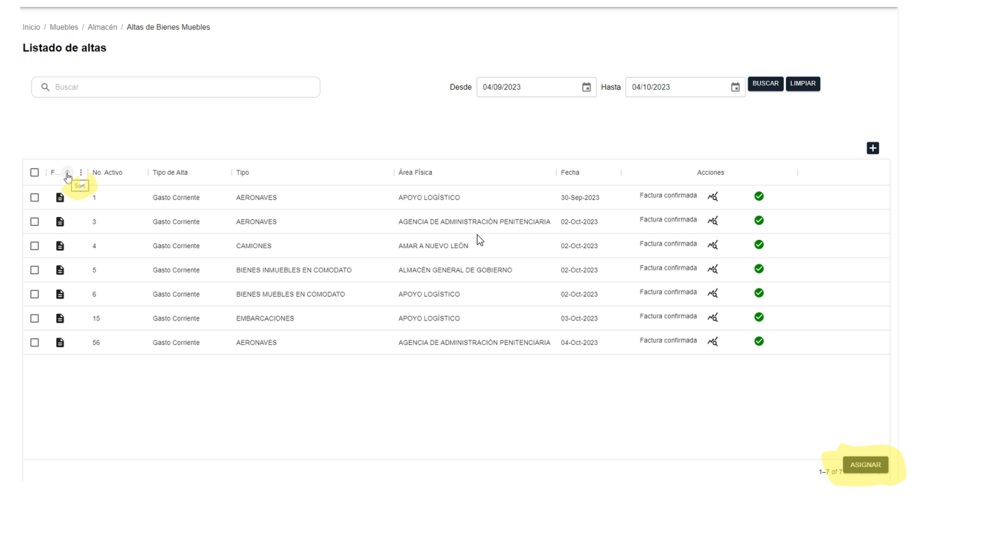 Inicio / Muebles / Almacén / Altas de Bienes Muebles
Listado de altas
Buscar
Desde 04/09/2023 Hasta 04/10/2023 BUSCAR LIMPIAR
F... No. Activo Tipo de Alta Tipo Área Física Fecha Acciones
Sort
1 Gasto Corriente AERONAVES APOYO LOGÍSTICO 30-Sep-2023 Factura confirmada
3 Gasto Corriente AERONAVES AGENCIA DE ADMINISTRACIÓN PENITENCIARIA 02-Oct-2023 Factura confirmada
4 Gasto Corriente CAMIONES AMAR A NUEVO LEÓN 02-Oct-2023 Factura confirmada
5 Gasto Corriente BIENES INMUEBLES EN COMODATO ALMACÉN GENERAL DE GOBIERNO 02-Oct-2023 Factura confirmada
6 Gasto Corriente BIENES MUEBLES EN COMODATO APOYO LOGÍSTICO 02-Oct-2023 Factura confirmada
15 Gasto Corriente EMBARCACIONES APOYO LOGÍSTICO 03-Oct-2023 Factura confirmada
56 Gasto Corriente AERONAVES AGENCIA DE ADMINISTRACIÓN PENITENCIARIA 04-Oct-2023 Factura confirmada
ASIGNAR
1–7 of 7